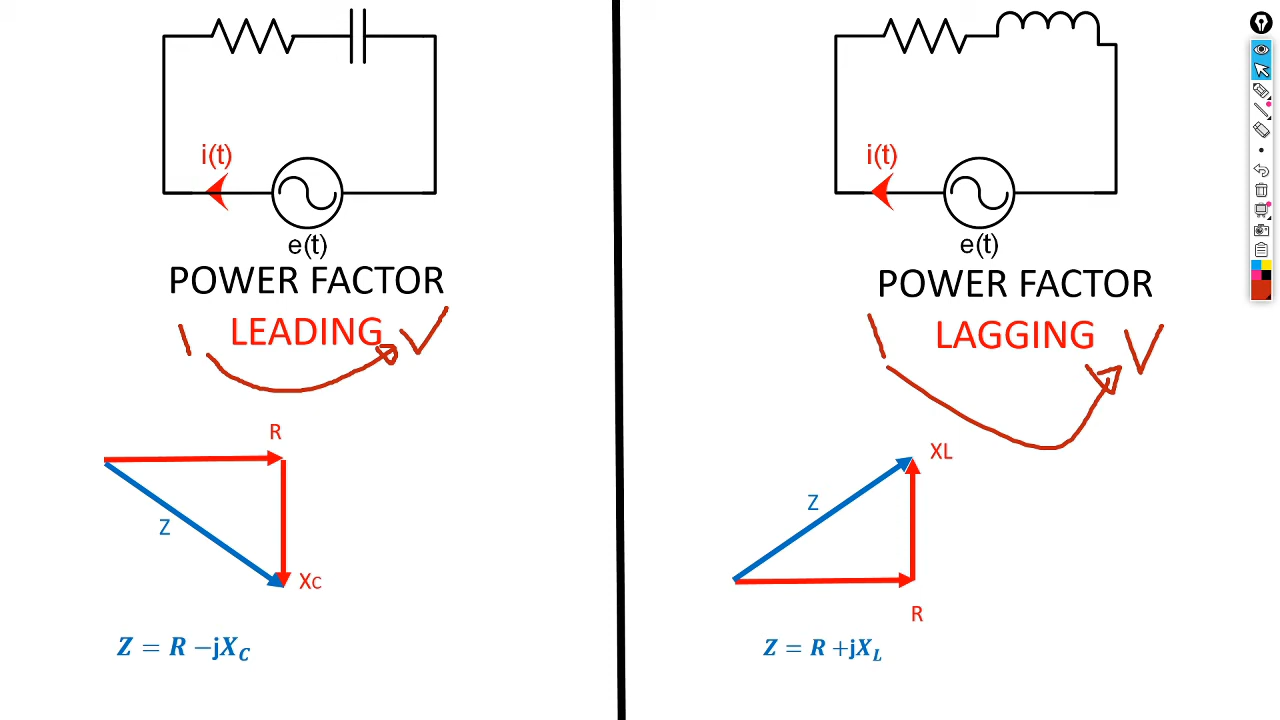 i(t)
e(t)
POWER FACTOR
LEADING
I V
R
Z
XC
Z = R −jX_C
i(t)
e(t)
POWER FACTOR
LAGGING
I V
XL
Z
R
Z = R +jX_L